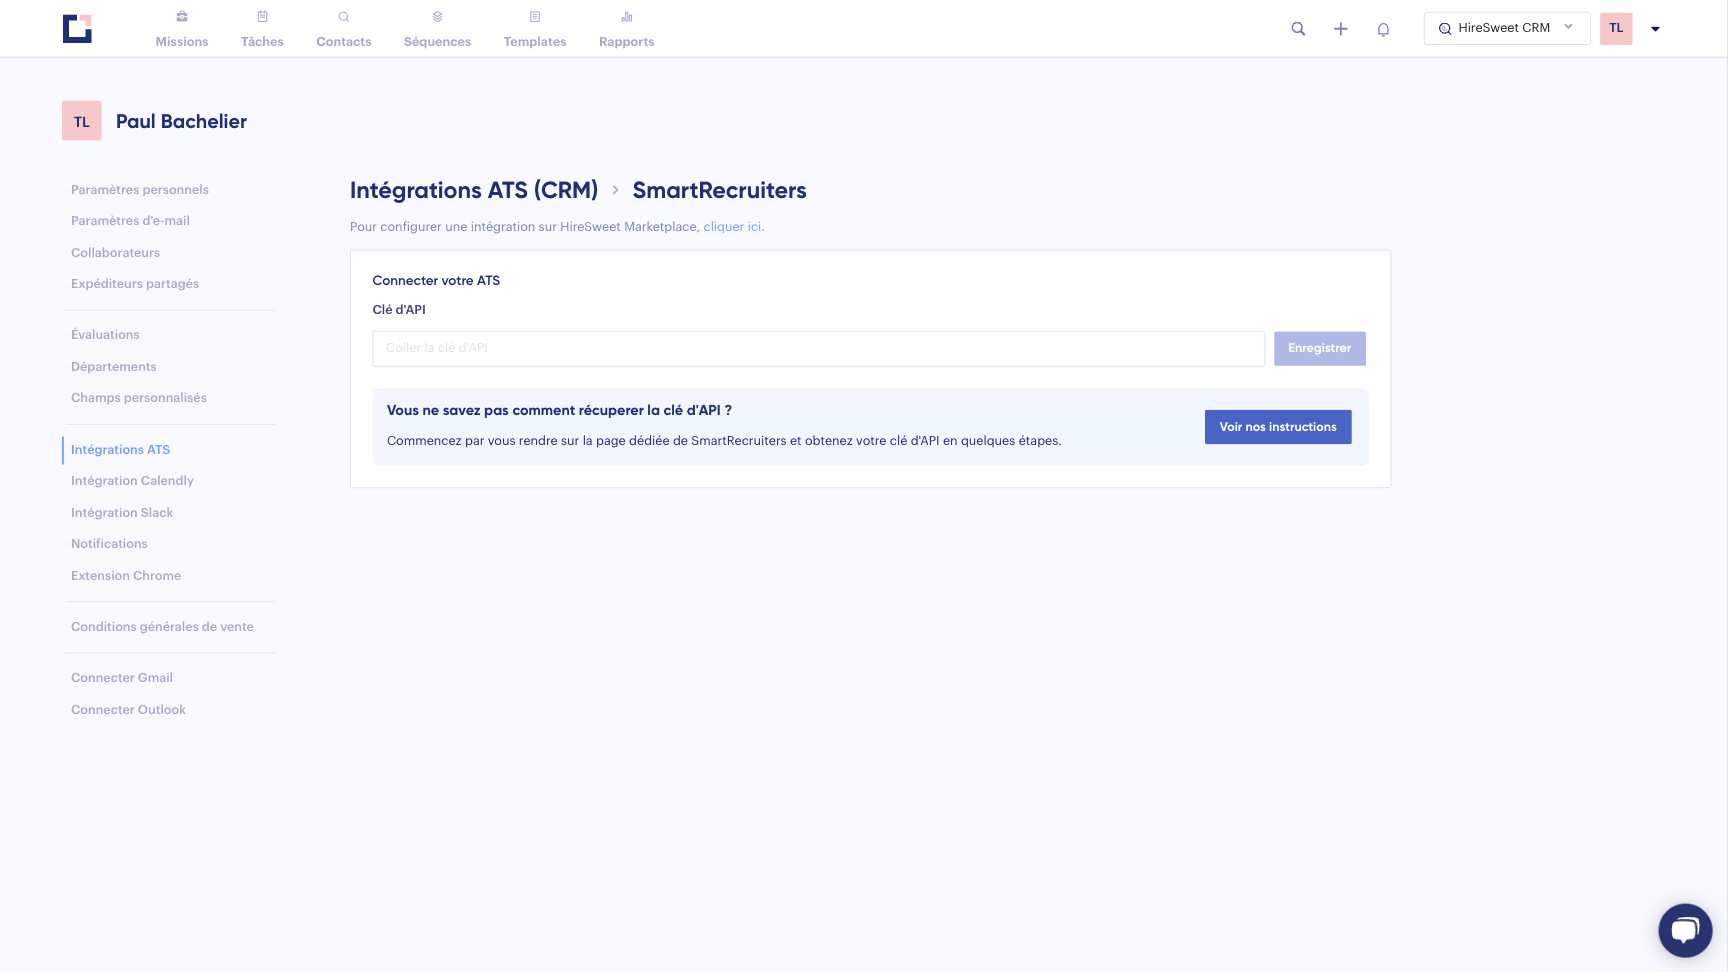 Missions
Tâches
Contacts
Séquences
Templates
Rapports
HireSweet CRM
TL
TL
Paul Bachelier
Paramètres personnels
Paramètres d'e-mail
Collaborateurs
Expéditeurs partagés
Évaluations
Départements
Champs personnalisés
Intégrations ATS
Intégration Calendly
Intégration Slack
Notifications
Extension Chrome
Conditions générales de vente
Connecter Gmail
Connecter Outlook
Intégrations ATS (CRM) > SmartRecruiters
Pour configurer une intégration sur HireSweet Marketplace, cliquer ici.
Connecter votre ATS
Clé d'API
Coller la clé d'API
Enregistrer
Vous ne savez pas comment récuperer la clé d'API ?
Commencez par vous rendre sur la page dédiée de SmartRecruiters et obtenez votre clé d'API en quelques étapes.
Voir nos instructions